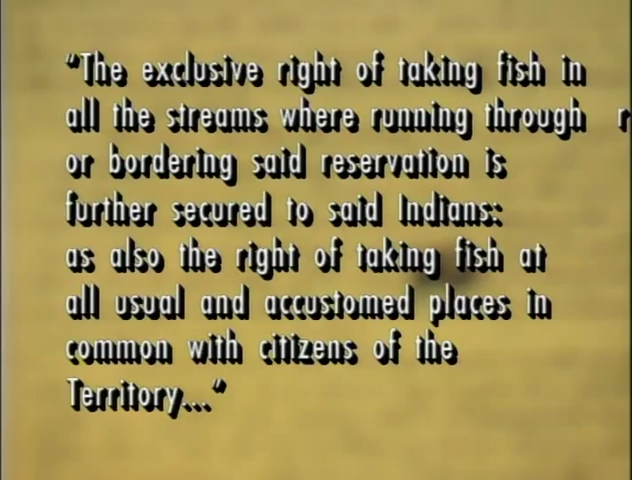 "The exclusive right of taking fish in
all the streams where running through r
or bordering said reservation is
further secured to said Indians:
as also the right of taking fish at
all usual and accustomed places in
common with citizens of the
Territory..."